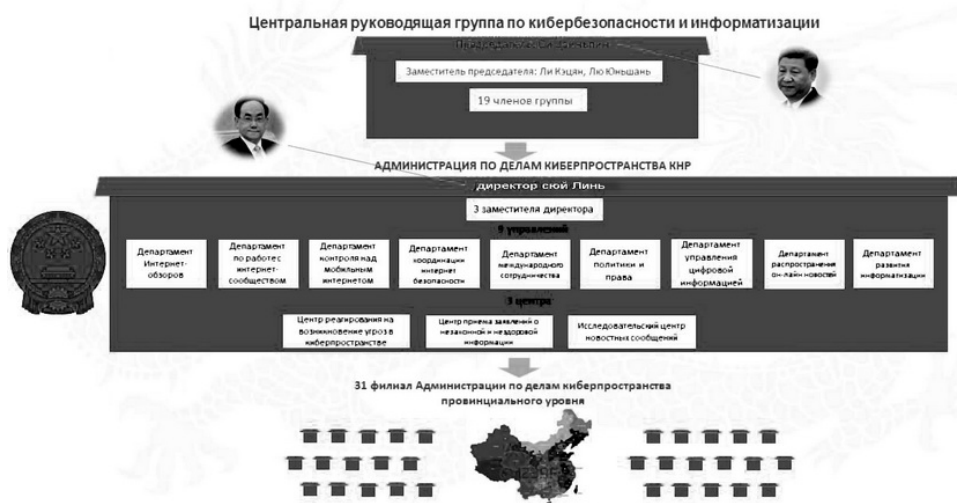 Центральная руководящая группа по кибербезопасности и информатизации
Председатель: Си Цзиньпин
Заместитель председателя: Ли Кэцян, Лю Юньшань
19 членов группы
АДМИНИСТРАЦИЯ ПО ДЕЛАМ КИБЕРПРОСТРАНСТВА КНР
директор сюй Линь
3 заместителя директора
9 управлений
Департамент
Интернет-
обзоров
Департамент
по работе с
интернет-
сообществом
Департамент
контроля над
мобильным
интернетом
Департамент
координации
интернет
безопасности
Департамент
международного
сотрудничества
Департамент
политики и
права
Департамент
управления
цифровой
информацией
Департамент
распространения
он-лайн новостей
Департамент
развития
информатизации
3 центра
Центр реагирования на
возникновение угроз в
киберпространстве
Центр приема заявлений о
незаконной и нездоровой
информации
Исследовательский центр
новостных сообщений
31 филиал Администрации по делам киберпространства
провинциального уровня